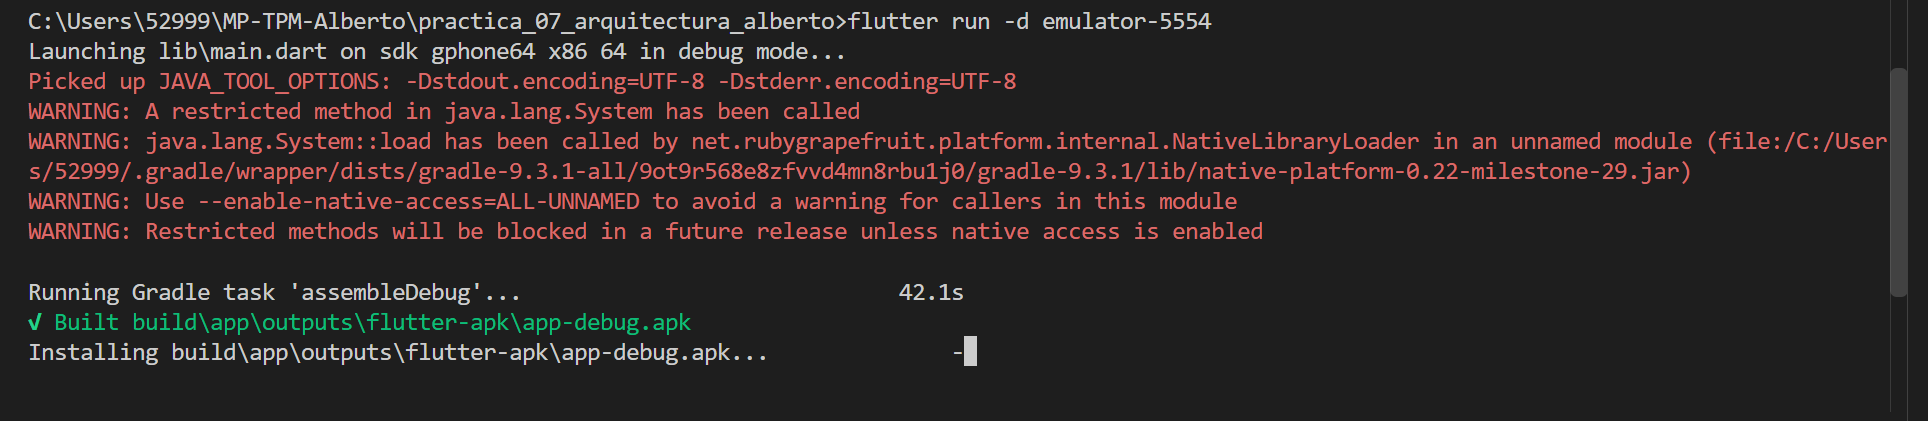 C:\Users\52999\MP-TPM-Alberto\practica_07_arquitectura_alberto>flutter run -d emulator-5554
Launching lib\main.dart on sdk gphone64 x86 64 in debug mode...
Picked up JAVA_TOOL_OPTIONS: -Dstdout.encoding=UTF-8 -Dstderr.encoding=UTF-8
WARNING: A restricted method in java.lang.System has been called
WARNING: java.lang.System::load has been called by net.rubygrapefruit.platform.internal.NativeLibraryLoader in an unnamed module (file:/C:/User
s/52999/.gradle/wrapper/dists/gradle-9.3.1-all/9ot9r568e8zfvvd4mn8rbu1j0/gradle-9.3.1/lib/native-platform-0.22-milestone-29.jar)
WARNING: Use --enable-native-access=ALL-UNNAMED to avoid a warning for callers in this module
WARNING: Restricted methods will be blocked in a future release unless native access is enabled
Running Gradle task 'assembleDebug'... 42.1s
√ Built build\app\outputs\flutter-apk\app-debug.apk
Installing build\app\outputs\flutter-apk\app-debug.apk... -